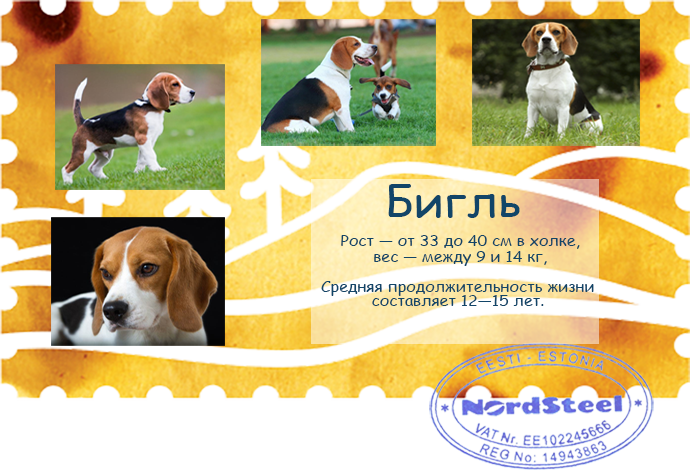 Бигль
Рост — от 33 до 40 см в холке,
вес — между 9 и 14 кг,
Средняя продолжительность жизни
составляет 12—15 лет.
EESTI - ESTONIA
* NordSteel *
VAT Nr. EE102245666
REG No: 14943863